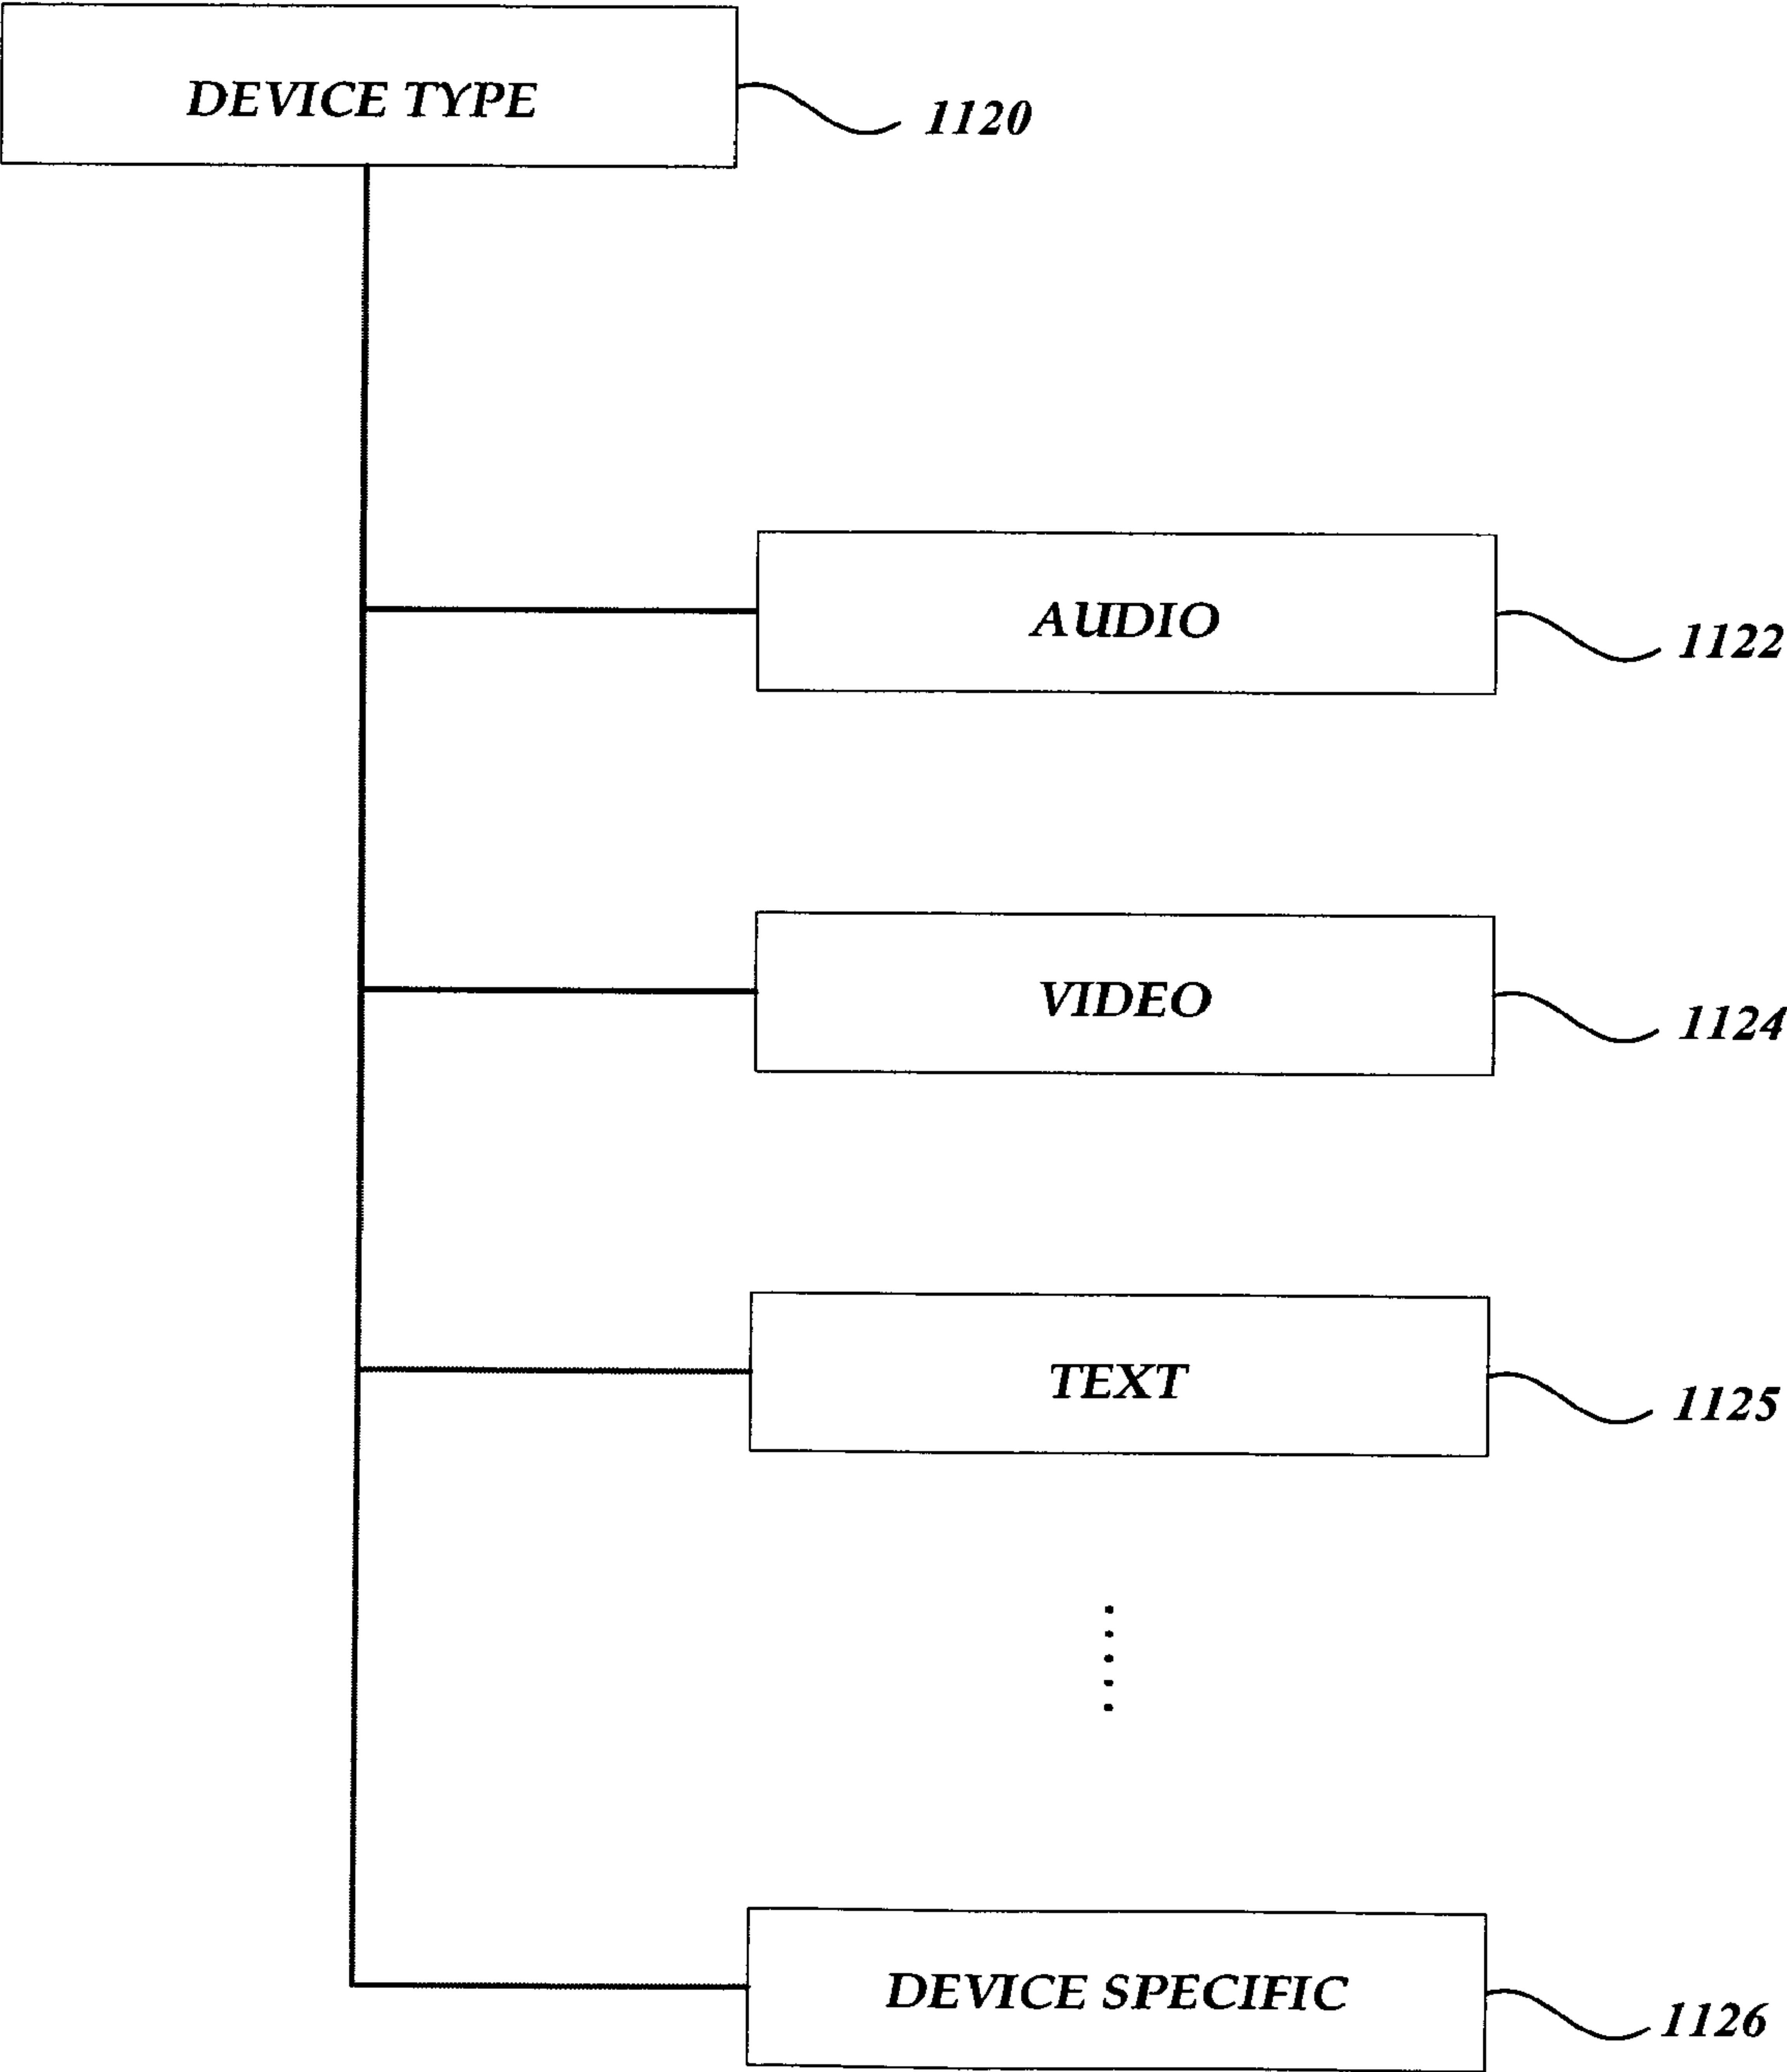 DEVICE TYPE
1120
AUDIO
1122
VIDEO
1124
TEXT
1125
DEVICE SPECIFIC
1126